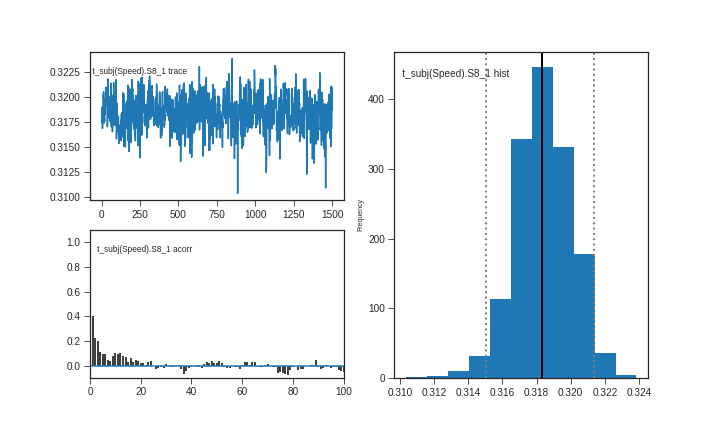 t_subj(Speed).S8_1 trace
0.3225
0.3200
0.3175
0.3150
0.3125
0.3100
0 250 500 750 1000 1250 1500
t_subj(Speed).S8_1 acorr
1.0
0.8
0.6
0.4
0.2
0.0
0 20 40 60 80 100
t_subj(Speed).S8_1 hist
Frequency
400
300
200
100
0
0.310 0.312 0.314 0.316 0.318 0.320 0.322 0.324